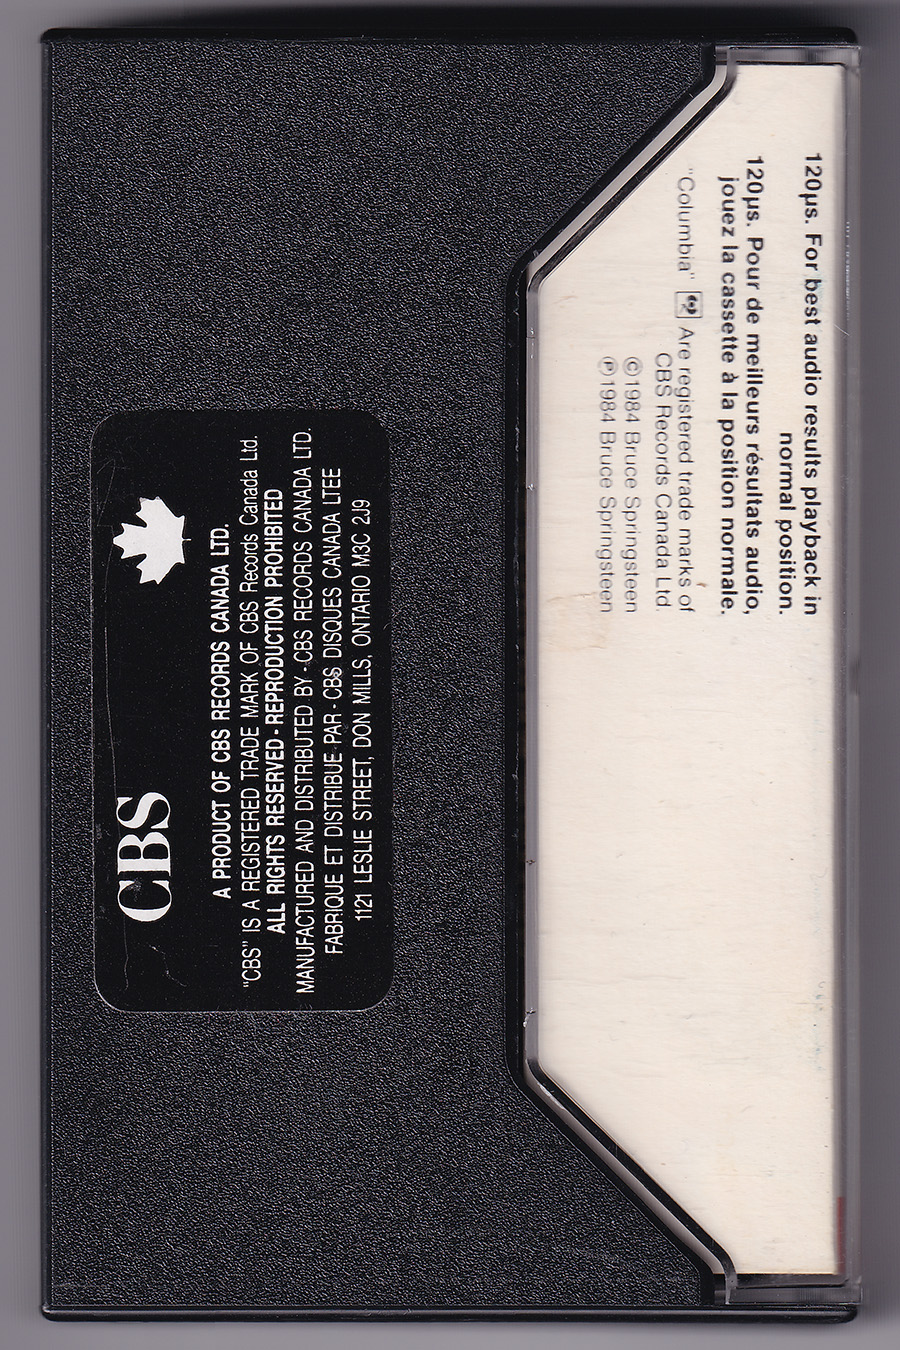 120µs. For best audio results playback in
normal position.
120µs. Pour de meilleurs résultats audio,
jouez la cassette à la position normale.
"Columbia" Are registered trade marks of
CBS Records Canada Ltd
©1984 Bruce Springsteen
℗1984 Bruce Springsteen
CBS
A PRODUCT OF CBS RECORDS CANADA LTD.
"CBS" IS A REGISTERED TRADE MARK OF CBS Records Canada Ltd.
ALL RIGHTS RESERVED - REPRODUCTION PROHIBITED
MANUFACTURED AND DISTRIBUTED BY - CBS RECORDS CANADA LTD.
FABRIQUE ET DISTRIBUE PAR - CBS DISQUES CANADA LTEE
1121 LESLIE STREET, DON MILLS, ONTARIO M3C 2J9